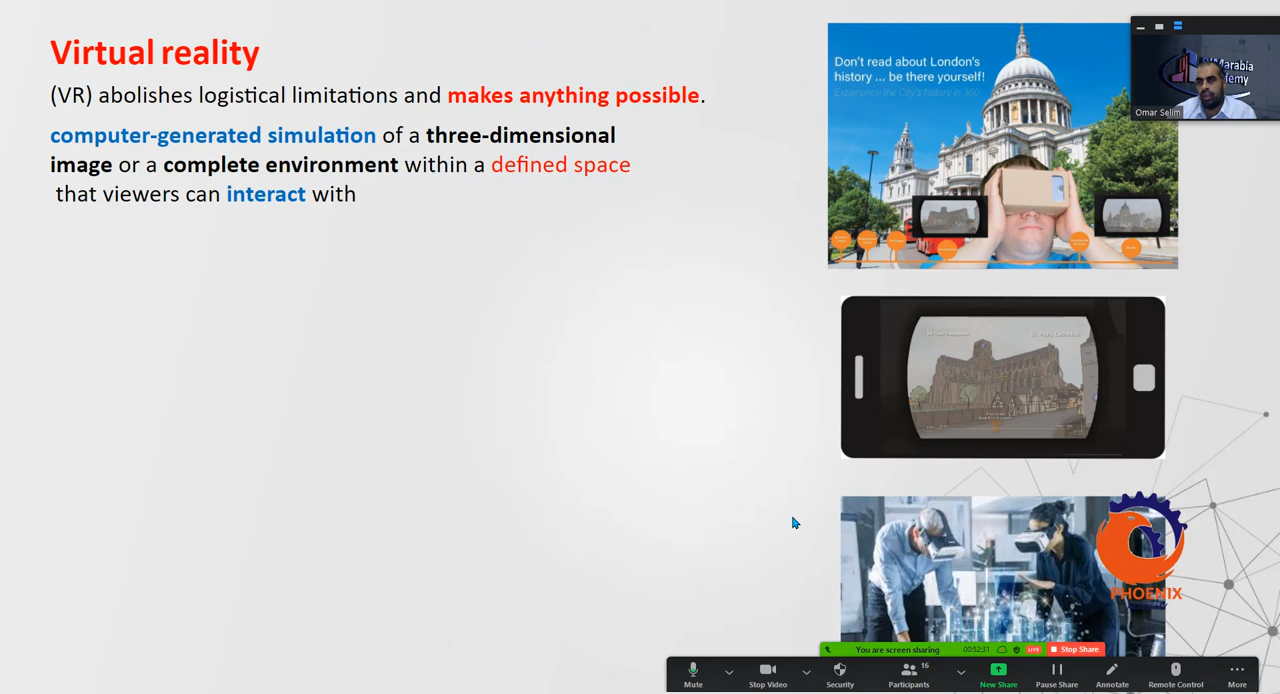 Virtual reality
(VR) abolishes logistical limitations and makes anything possible.
computer-generated simulation of a three-dimensional
image or a complete environment within a defined space
that viewers can interact with
Don't read about London's
history ... be there yourself!
Experience the City's history in 360
Omar Selim
PHOENIX
You are screen sharing
00:52:31
LIVE
Stop Share
Mute
Stop Video
Security
Participants
16
New Share
Pause Share
Annotate
Remote Control
More